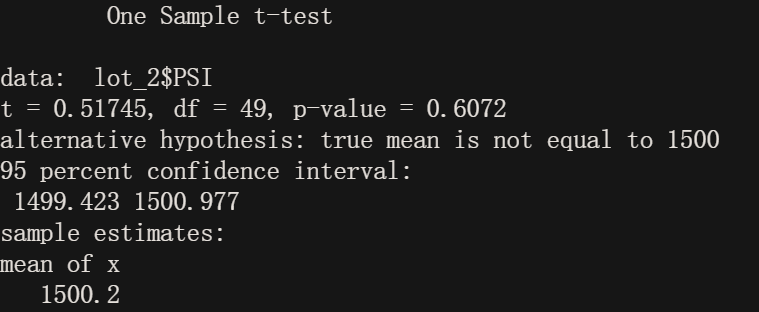 One Sample t-test
data:  lot_2$PSI
t = 0.51745, df = 49, p-value = 0.6072
alternative hypothesis: true mean is not equal to 1500
95 percent confidence interval:
1499.423 1500.977
sample estimates:
mean of x
1500.2